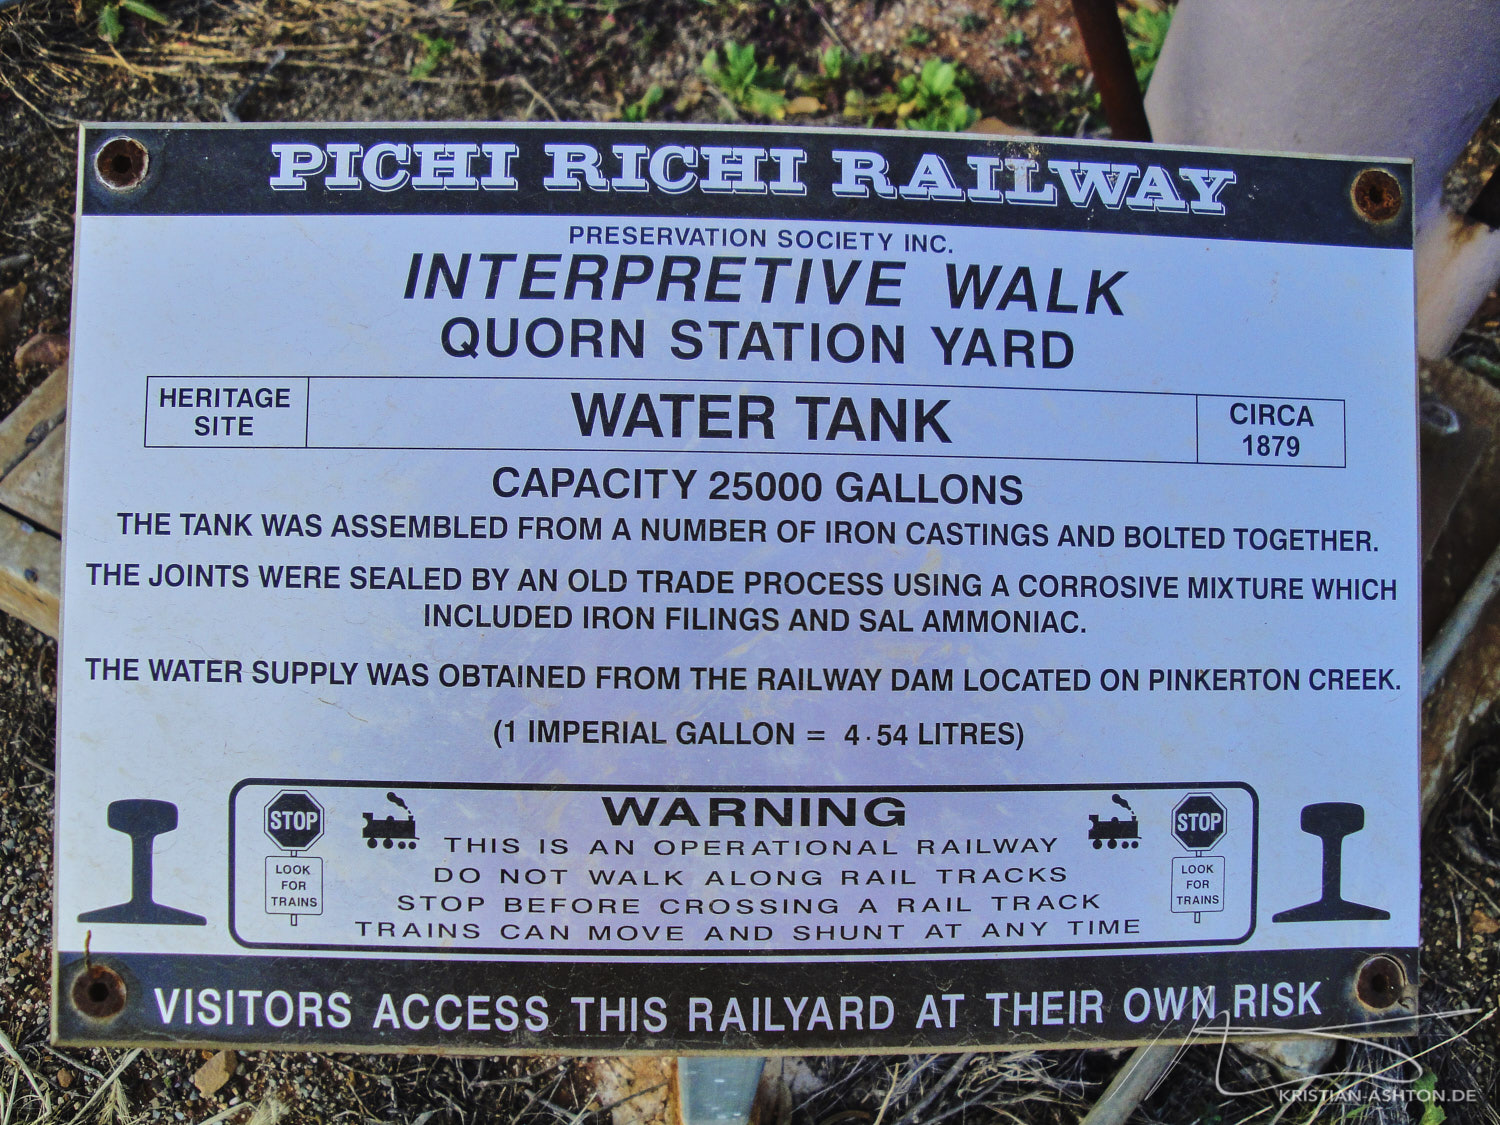 PICHI RICHI RAILWAY
PRESERVATION SOCIETY INC.
INTERPRETIVE WALK
QUORN STATION YARD
HERITAGE
SITE
WATER TANK
CIRCA
1879
CAPACITY 25000 GALLONS
THE TANK WAS ASSEMBLED FROM A NUMBER OF IRON CASTINGS AND BOLTED TOGETHER.
THE JOINTS WERE SEALED BY AN OLD TRADE PROCESS USING A CORROSIVE MIXTURE WHICH
INCLUDED IRON FILINGS AND SAL AMMONIAC.
THE WATER SUPPLY WAS OBTAINED FROM THE RAILWAY DAM LOCATED ON PINKERTON CREEK.
(1 IMPERIAL GALLON = 4·54 LITRES)
STOP
LOOK
FOR
TRAINS
WARNING
THIS IS AN OPERATIONAL RAILWAY
DO NOT WALK ALONG RAIL TRACKS
STOP BEFORE CROSSING A RAIL TRACK
TRAINS CAN MOVE AND SHUNT AT ANY TIME
STOP
LOOK
FOR
TRAINS
VISITORS ACCESS THIS RAILYARD AT THEIR OWN RISK
KRISTIAN-ASHTON.DE